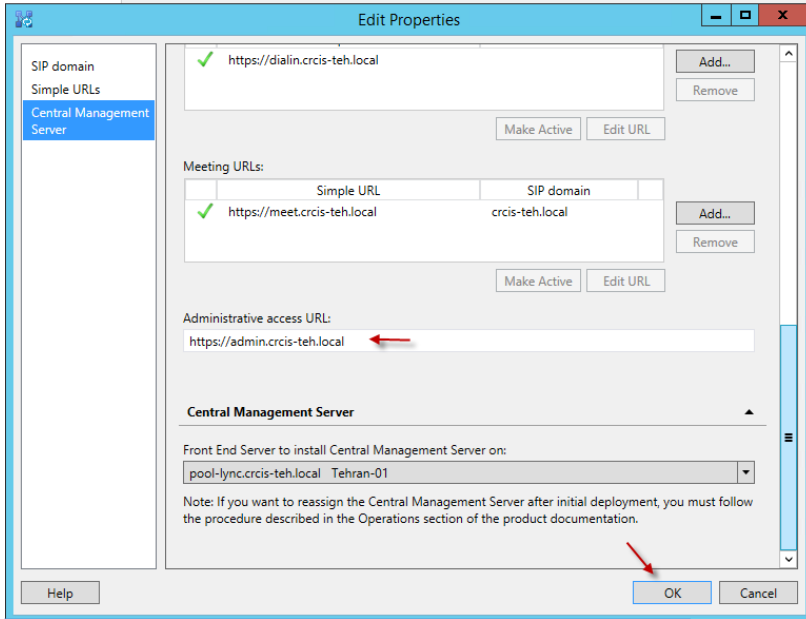 Edit Properties
SIP domain
Simple URLs
Central Management
Server
https://dialin.crcis-teh.local
Add...
Remove
Make Active Edit URL
Meeting URLs:
Simple URL SIP domain
https://meet.crcis-teh.local crcis-teh.local
Add...
Remove
Make Active Edit URL
Administrative access URL:
https://admin.crcis-teh.local
Central Management Server
Front End Server to install Central Management Server on:
pool-lync.crcis-teh.local Tehran-01
Note: If you want to reassign the Central Management Server after initial deployment, you must follow
the procedure described in the Operations section of the product documentation.
Help OK Cancel